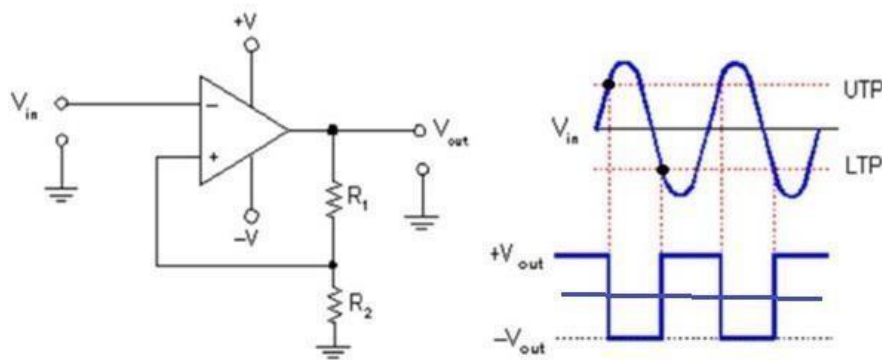 +V
V_in
−
+
V_out
R_1
−V
R_2
UTP
V_in
LTP
+V_out
−V_out